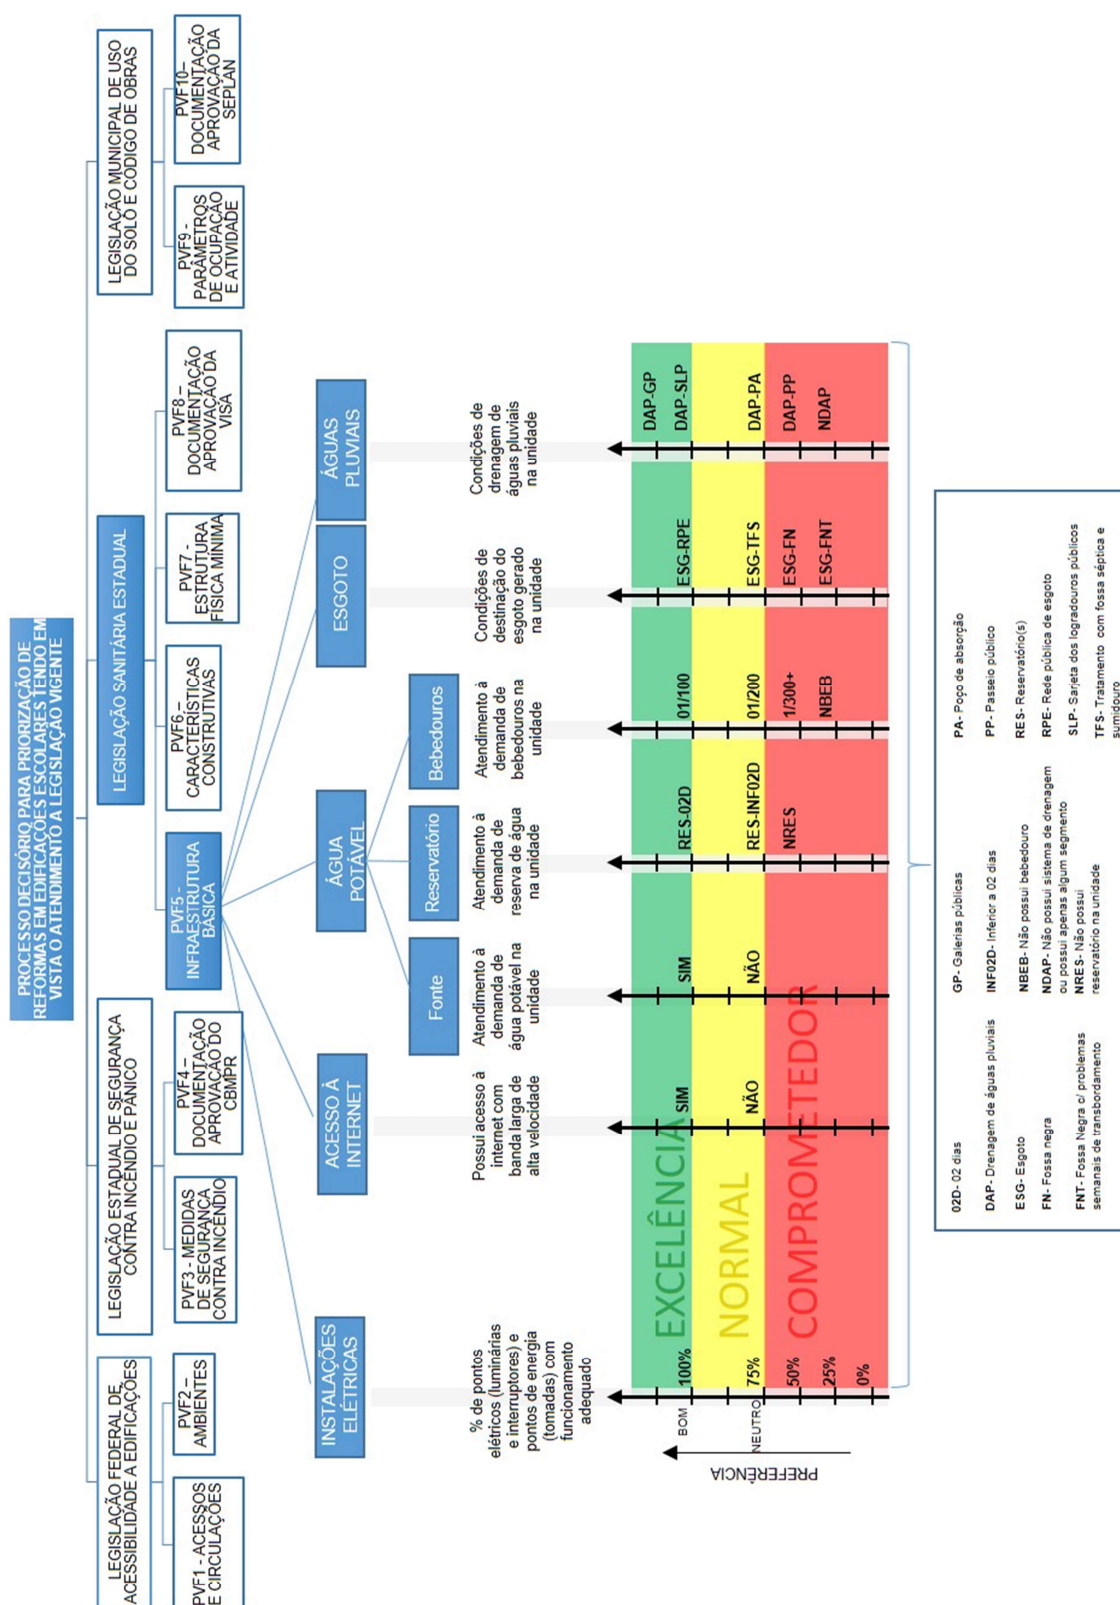 PROCESSO DECISÓRIO PARA PRIORIZAÇÃO DE
REFORMAS EM EDIFICAÇÕES ESCOLARES TENDO EM
VISTA O ATENDIMENTO A LEGISLAÇÃO VIGENTE
LEGISLAÇÃO FEDERAL DE
ACESSIBILIDADE A EDIFICAÇÕES
LEGISLAÇÃO ESTADUAL DE SEGURANÇA
CONTRA INCÊNDIO E PÂNICO
LEGISLAÇÃO SANITÁRIA ESTADUAL
LEGISLAÇÃO MUNICIPAL DE USO
DO SOLO E CÓDIGO DE OBRAS
PVF1 - ACESSOS
E CIRCULAÇÕES
PVF2 –
AMBIENTES
PVF3 - MEDIDAS
DE SEGURANÇA
CONTRA INCÊNDIO
PVF4 –
DOCUMENTAÇÃO
APROVAÇÃO DO
CBMPR
PVF5 -
INFRAESTRUTURA
BÁSICA
PVF6 –
CARACTERÍSTICAS
CONSTRUTIVAS
PVF7 -
ESTRUTURA
FÍSICA MÍNIMA
PVF8 –
DOCUMENTAÇÃO
APROVAÇÃO DA
VISA
PVF9 -
PARÂMETROS
DE OCUPAÇÃO
E ATIVIDADE
PVF10–
DOCUMENTAÇÃO
APROVAÇÃO DA
SEPLAN
INSTALAÇÕES
ELÉTRICAS
ACESSO À
INTERNET
ÁGUA
POTÁVEL
ESGOTO
ÁGUAS
PLUVIAIS
Fonte
Reservatório
Bebedouros
% de pontos
elétricos (luminárias
e interruptores) e
pontos de energia
(tomadas) com
funcionamento
adequado
Possui acesso à
internet com
banda larga de
alta velocidade
Atendimento à
demanda de
água potável na
unidade
Atendimento à
demanda de
reserva de água
na unidade
Atendimento à
demanda de
bebedouros na
unidade
Condições de
destinação do
esgoto gerado
na unidade
Condições de
drenagem de
águas pluviais
na unidade
PREFERÊNCIA
BOM
NEUTRO
EXCELÊNCIA
NORMAL
COMPROMETEDOR
100%
75%
50%
25%
0%
SIM
NÃO
SIM
NÃO
RES-02D
RES-INF02D
NRES
01/100
01/200
1/300+
NBEB
ESG-RPE
ESG-TFS
ESG-FN
ESG-FNT
DAP-GP
DAP-SLP
DAP-PA
DAP-PP
NDAP
02D- 02 dias
DAP- Drenagem de águas pluviais
ESG- Esgoto
FN- Fossa negra
FNT- Fossa Negra c/ problemas
semanais de transbordamento
GP- Galerias públicas
INF02D- Inferior a 02 dias
NBEB- Não possui bebedouro
NDAP- Não possui sistema de drenagem
ou possui apenas algum segmento
NRES- Não possui
reservatório na unidade
PA- Poço de absorção
PP- Passeio público
RES- Reservatório(s)
RPE- Rede pública de esgoto
SLP- Sarjeta dos logradouros públicos
TFS- Tratamento com fossa séptica e
sumidouro